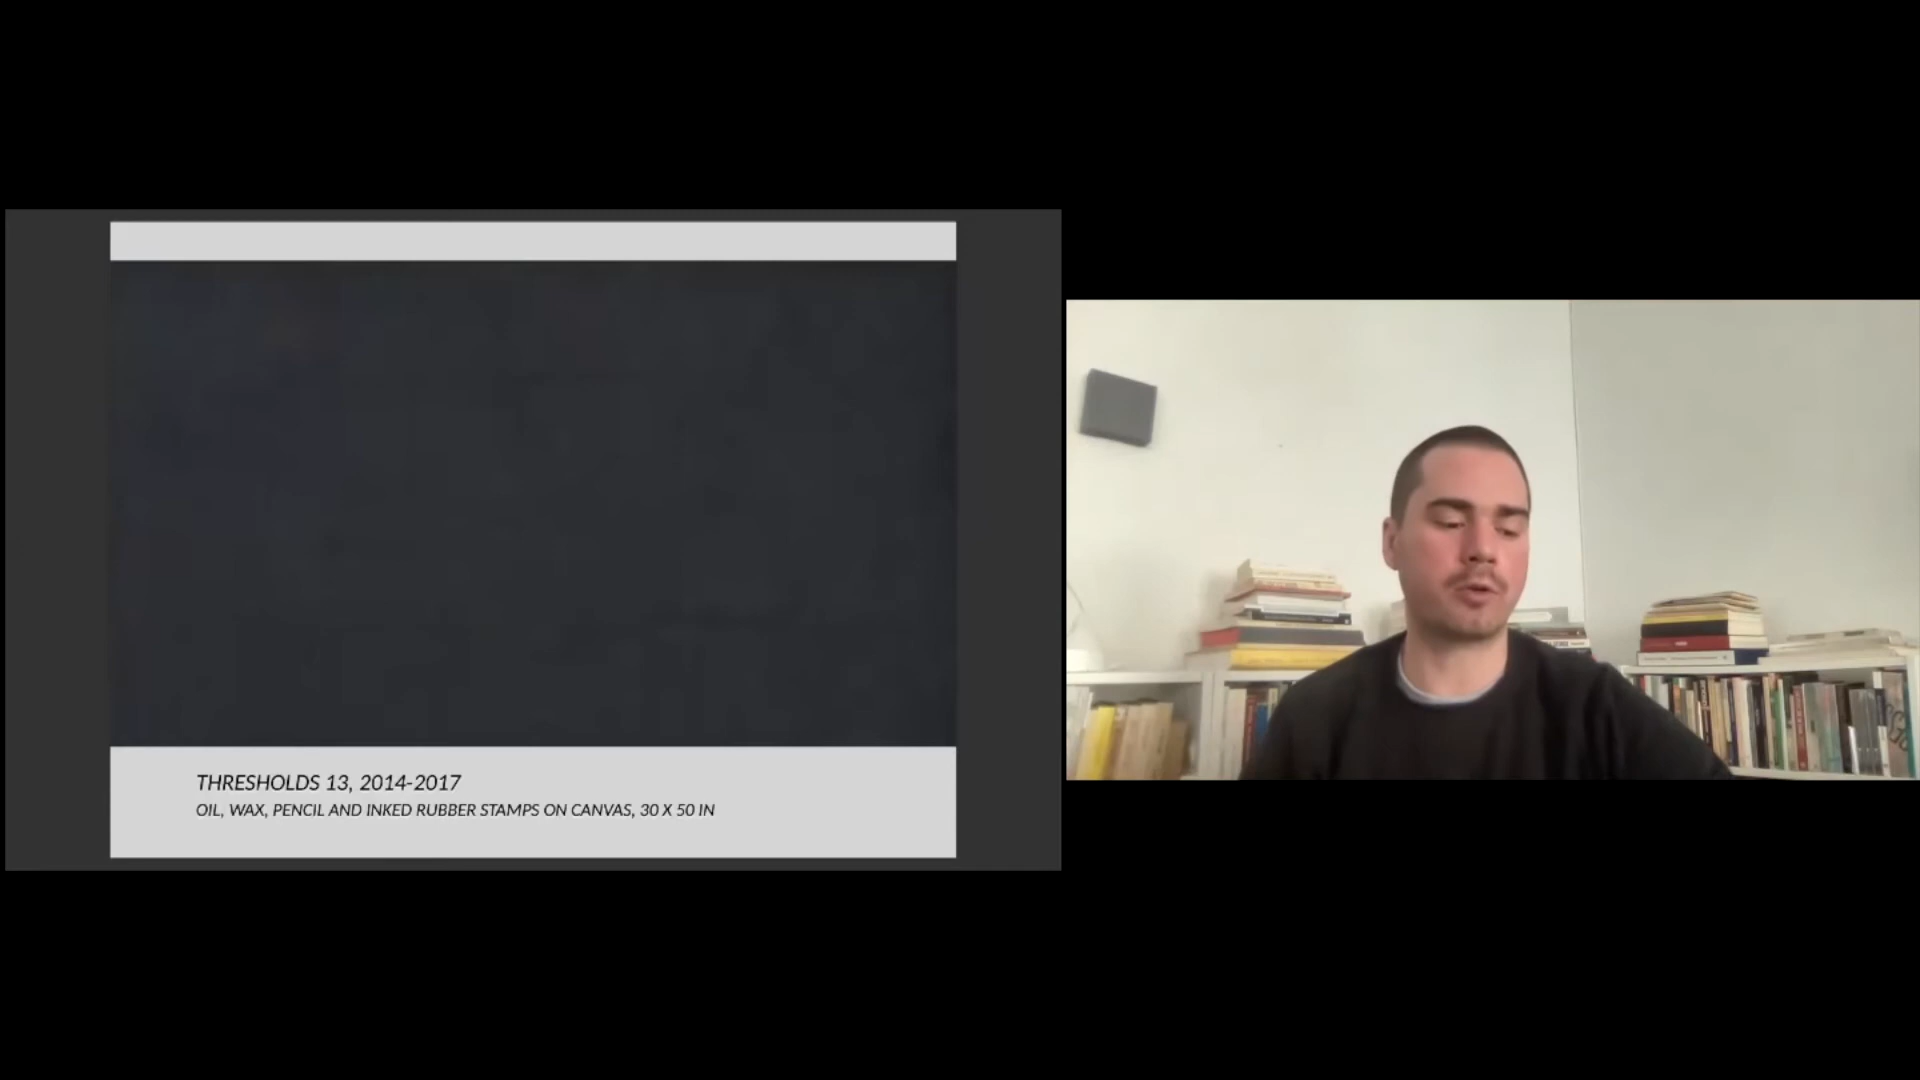 THRESHOLDS 13, 2014-2017
OIL, WAX, PENCIL AND INKED RUBBER STAMPS ON CANVAS, 30 X 50 IN